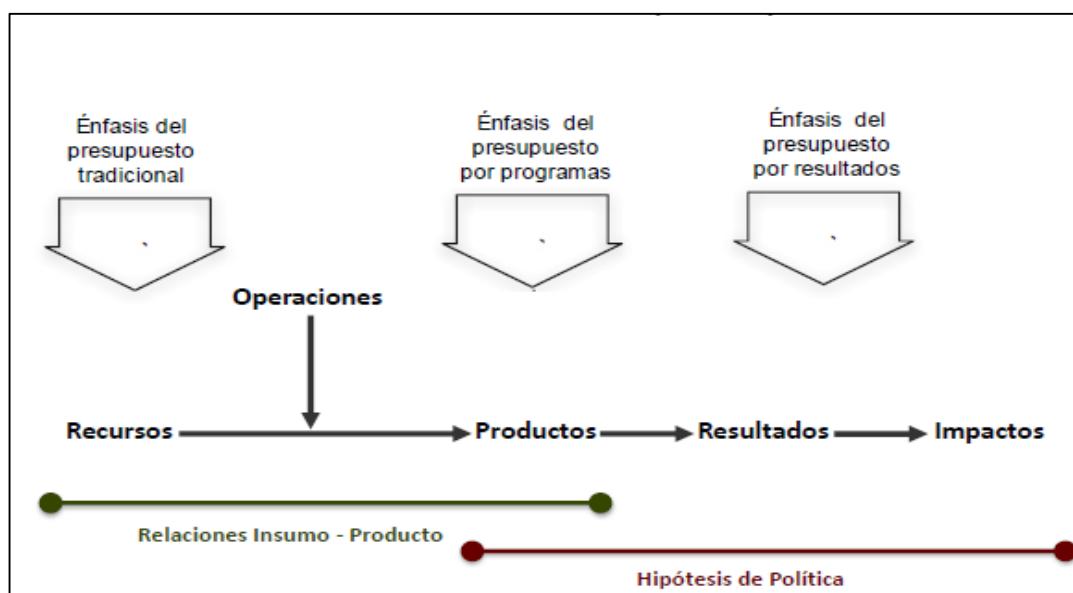 Énfasis del
presupuesto
tradicional
Énfasis del
presupuesto
por programas
Énfasis del
presupuesto
por resultados
Operaciones
Recursos
Productos
Resultados
Impactos
Relaciones Insumo - Producto
Hipótesis de Política